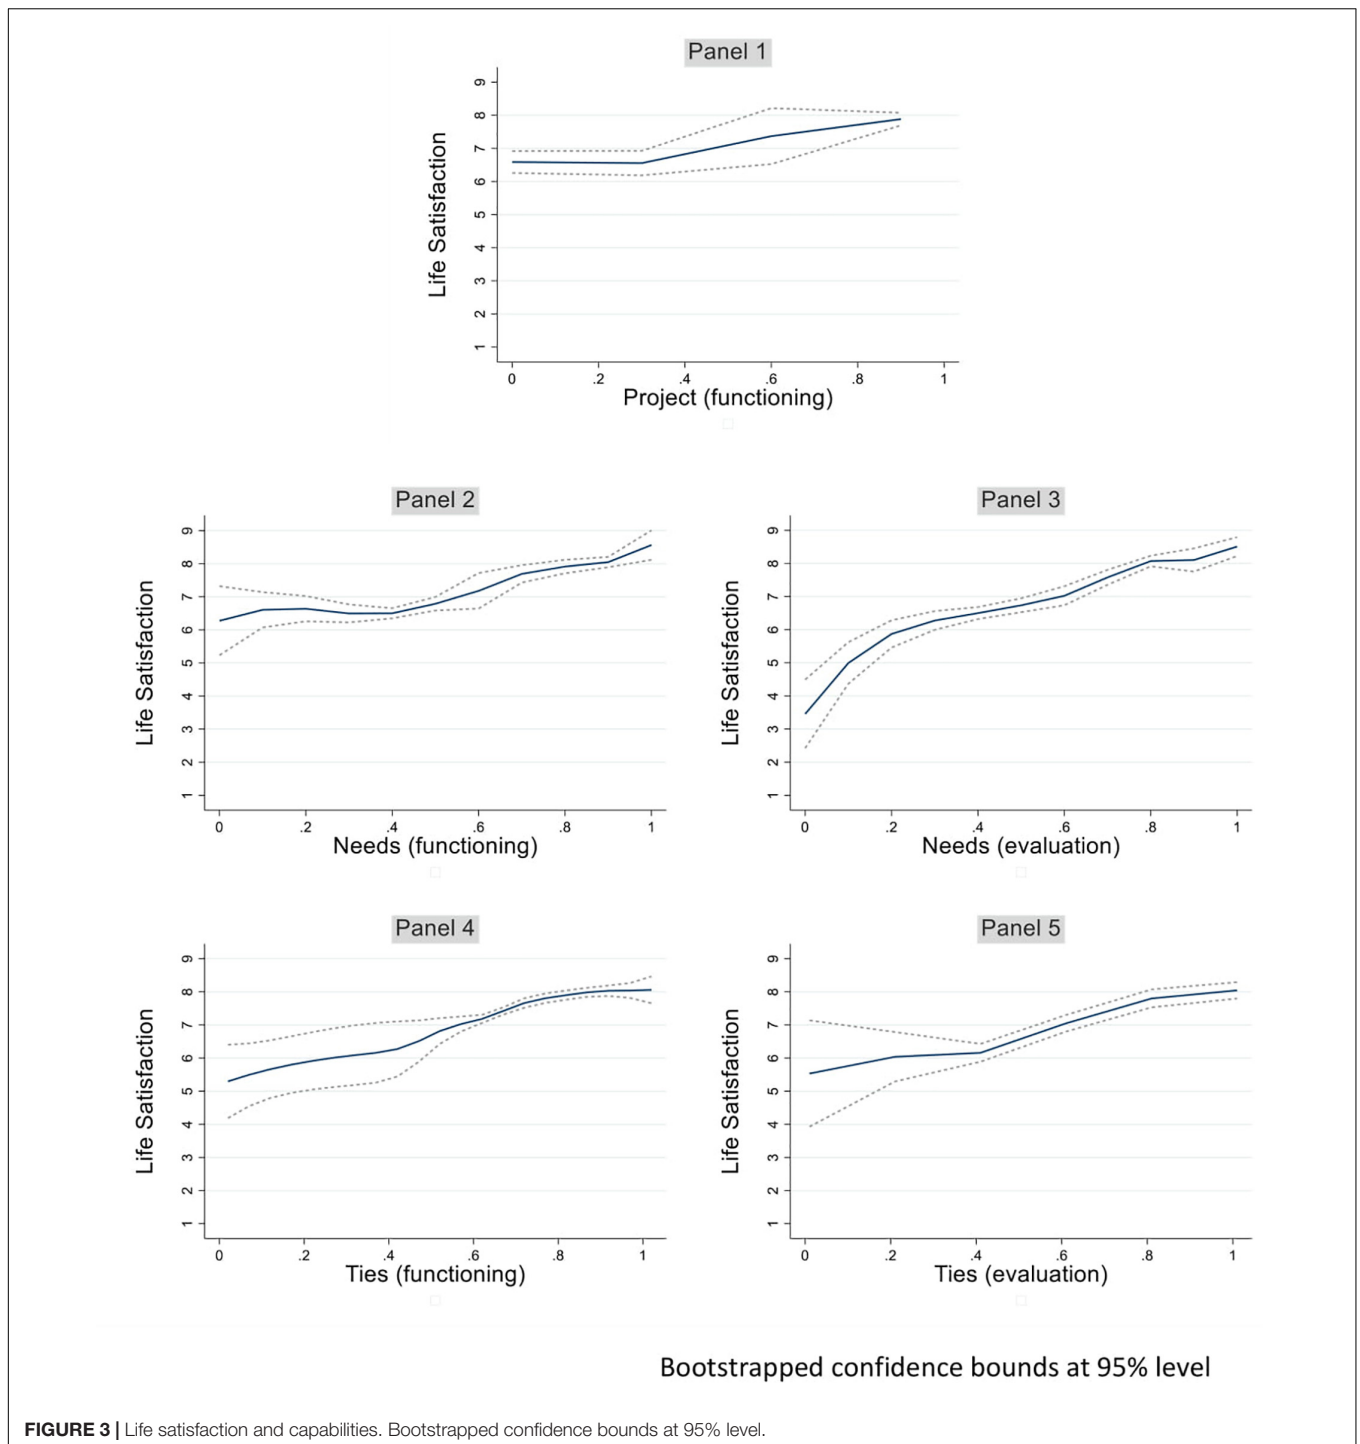 Panel 1
Life Satisfaction
9
8
7
6
5
4
3
2
1
0 .2 .4 .6 .8 1
Project (functioning)
Panel 2
Life Satisfaction
9
8
7
6
5
4
3
2
1
0 .2 .4 .6 .8 1
Needs (functioning)
Panel 3
Life Satisfaction
9
8
7
6
5
4
3
2
1
0 .2 .4 .6 .8 1
Needs (evaluation)
Panel 4
Life Satisfaction
9
8
7
6
5
4
3
2
1
0 .2 .4 .6 .8 1
Ties (functioning)
Panel 5
Life Satisfaction
9
8
7
6
5
4
3
2
1
0 .2 .4 .6 .8 1
Ties (evaluation)
Bootstrapped confidence bounds at 95% level
FIGURE 3 | Life satisfaction and capabilities. Bootstrapped confidence bounds at 95% level.